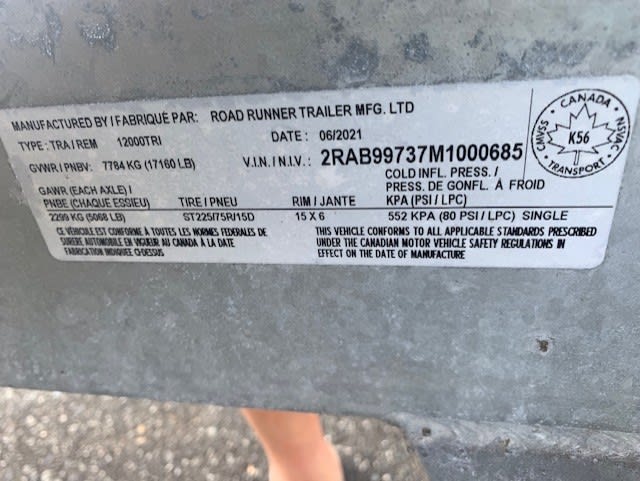 MANUFACTURED BY / FABRIQUÉ PAR: ROAD RUNNER TRAILER MFG. LTD
TYPE: TRA / REM 12000TRI DATE: 06/2021
GVWR / PNBV: 7784 KG (17160 LB) V.I.N. / N.I.V.: 2RAB99737M1000685
GAWR (EACH AXLE) / COLD INFL. PRESS. /
PRESS. DE GONFL. À FROID
PNBE (CHAQUE ESSIEU) TIRE / PNEU RIM / JANTE KPA (PSI / LPC)
2299 KG (5068 LB) ST225/75R/15D 15 X 6 552 KPA (80 PSI / LPC) SINGLE
CE VÉHICULE EST CONFORME À TOUTES LES NORMES FEDERALES DE
SURERE AUTOMOBILE EN VIGUEUR AU CANADA À LA DATE
FABRICATION INDIQUEE CI-DESSUS
THIS VEHICLE CONFORMS TO ALL APPLICABLE STANDARDS PRESCRIBED
UNDER THE CANADIAN MOTOR VEHICLE SAFETY REGULATIONS IN
EFFECT ON THE DATE OF MANUFACTURE
CANADA
CMVSS
K56
NSVAC
TRANSPORT